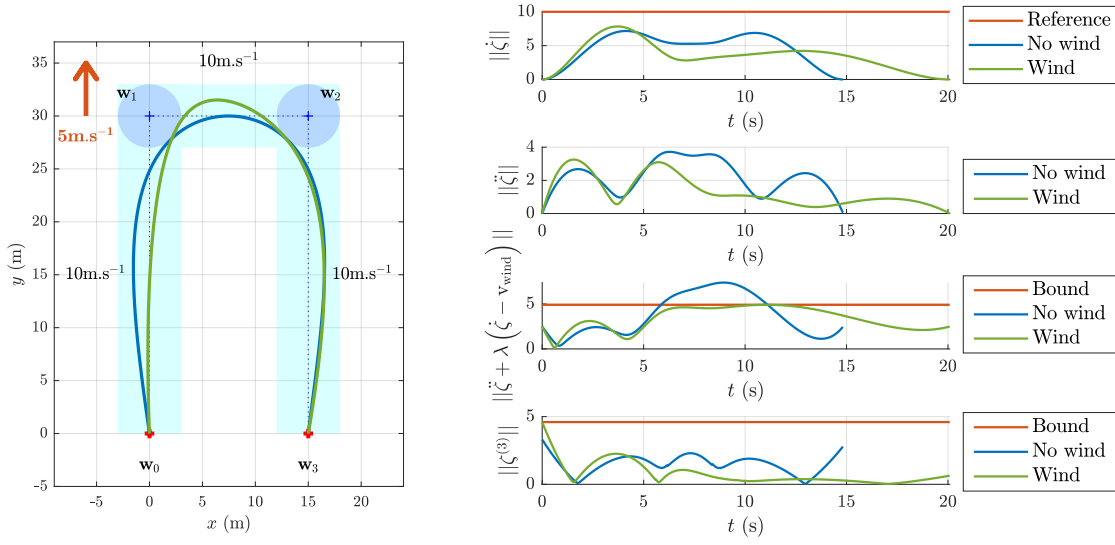 35
30
25
20
15
10
5
0
-5
-5
0
5
10
15
20
x (m)
y (m)
10m.s⁻¹
w₁
w₂
5m.s⁻¹
10m.s⁻¹
10m.s⁻¹
w₀
w₃
10
5
0
0
5
10
15
20
t (s)
||ζ̇||
Reference
No wind
Wind
4
2
0
0
5
10
15
20
t (s)
||ζ̈||
No wind
Wind
5
0
0
5
10
15
20
t (s)
||ζ̈ + λ (ζ̇ − v_wind) ||
Bound
No wind
Wind
5
0
0
5
10
15
20
t (s)
||ζ⁽³⁾||
Bound
No wind
Wind